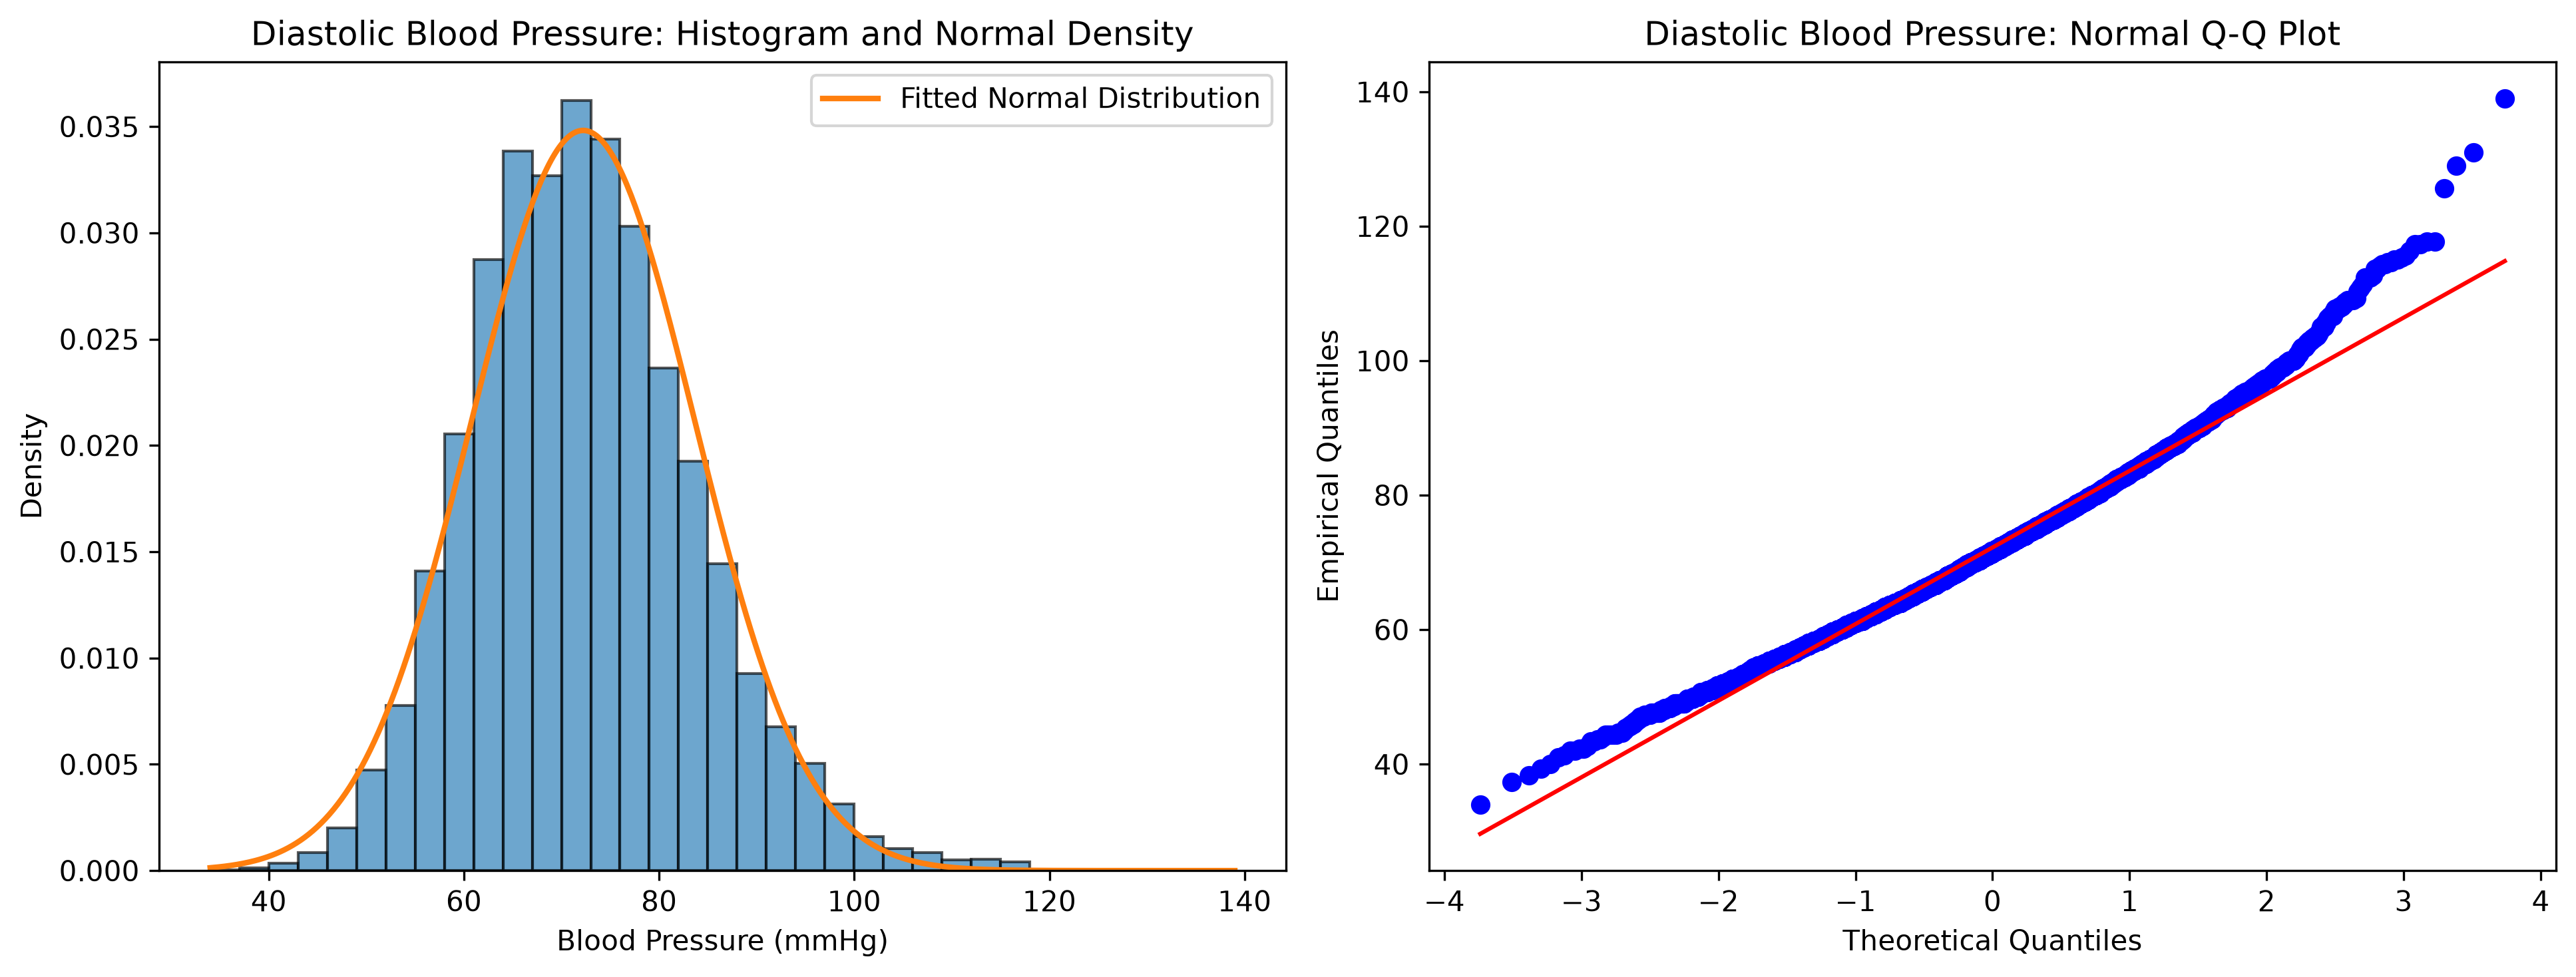 Diastolic Blood Pressure: Histogram and Normal Density
Fitted Normal Distribution
0.035
0.030
0.025
0.020
0.015
0.010
0.005
0.000
Density
40 60 80 100 120 140
Blood Pressure (mmHg)
Diastolic Blood Pressure: Normal Q-Q Plot
140
120
100
80
60
40
Empirical Quantiles
−4 −3 −2 −1 0 1 2 3 4
Theoretical Quantiles